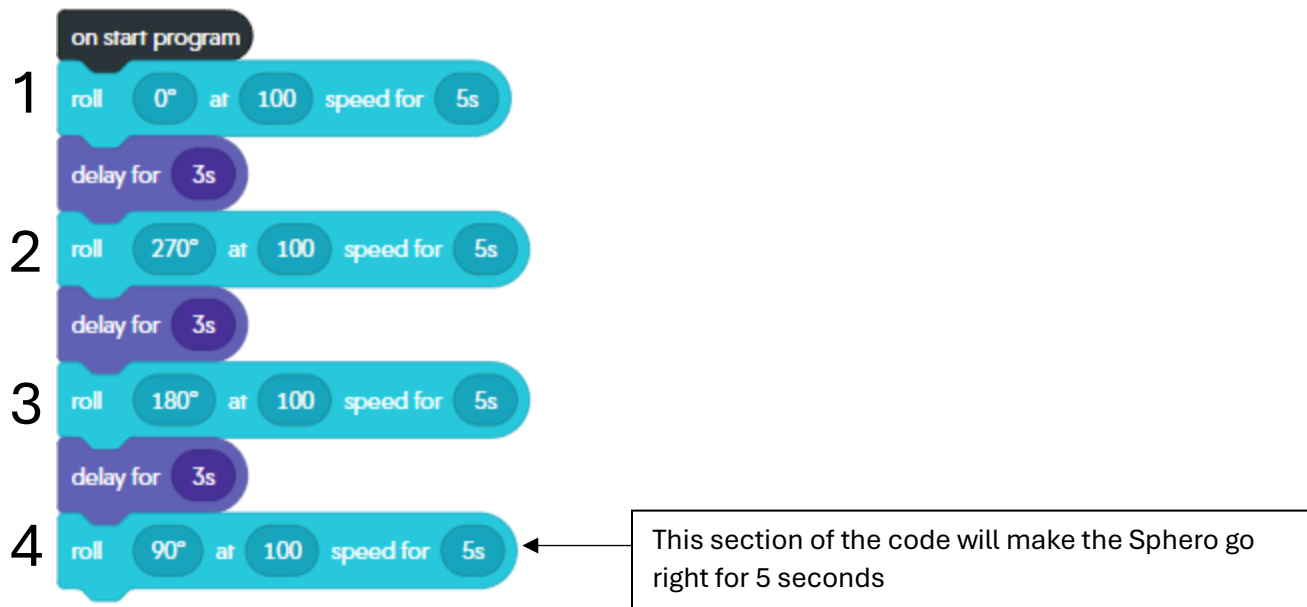 on start program
1 roll 0° at 100 speed for 5s
delay for 3s
2 roll 270° at 100 speed for 5s
delay for 3s
3 roll 180° at 100 speed for 5s
delay for 3s
4 roll 90° at 100 speed for 5s
This section of the code will make the Sphero go
right for 5 seconds